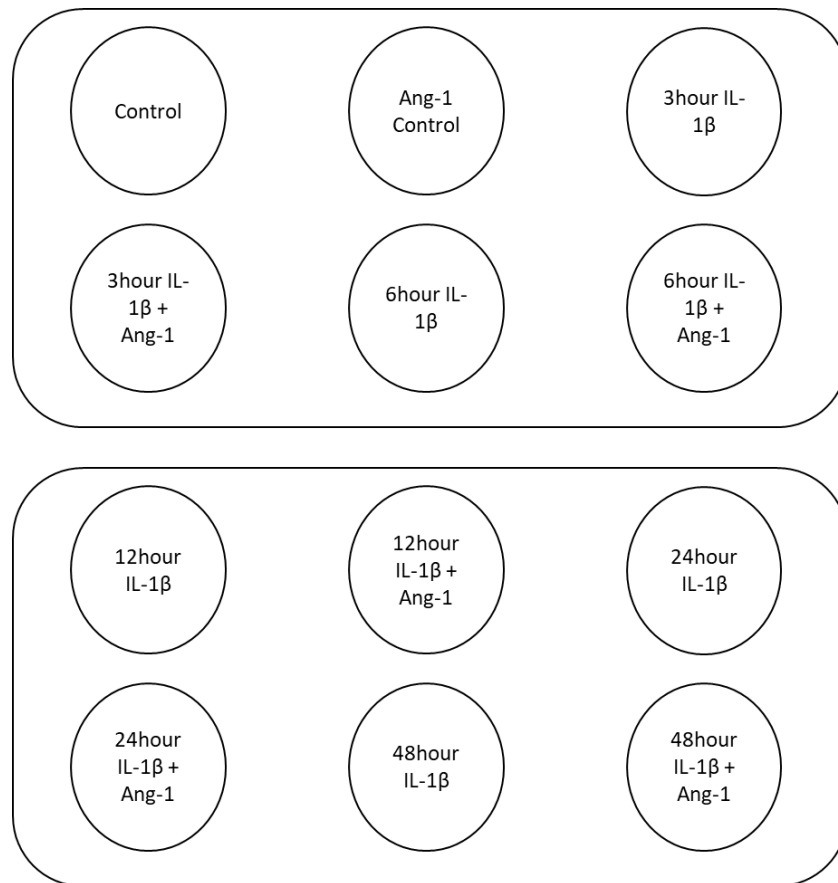 Control
Ang-1
Control
3hour IL-
1β
3hour IL-
1β +
Ang-1
6hour IL-
1β
6hour IL-
1β +
Ang-1
12hour
IL-1β
12hour
IL-1β +
Ang-1
24hour
IL-1β
24hour
IL-1β +
Ang-1
48hour
IL-1β
48hour
IL-1β +
Ang-1